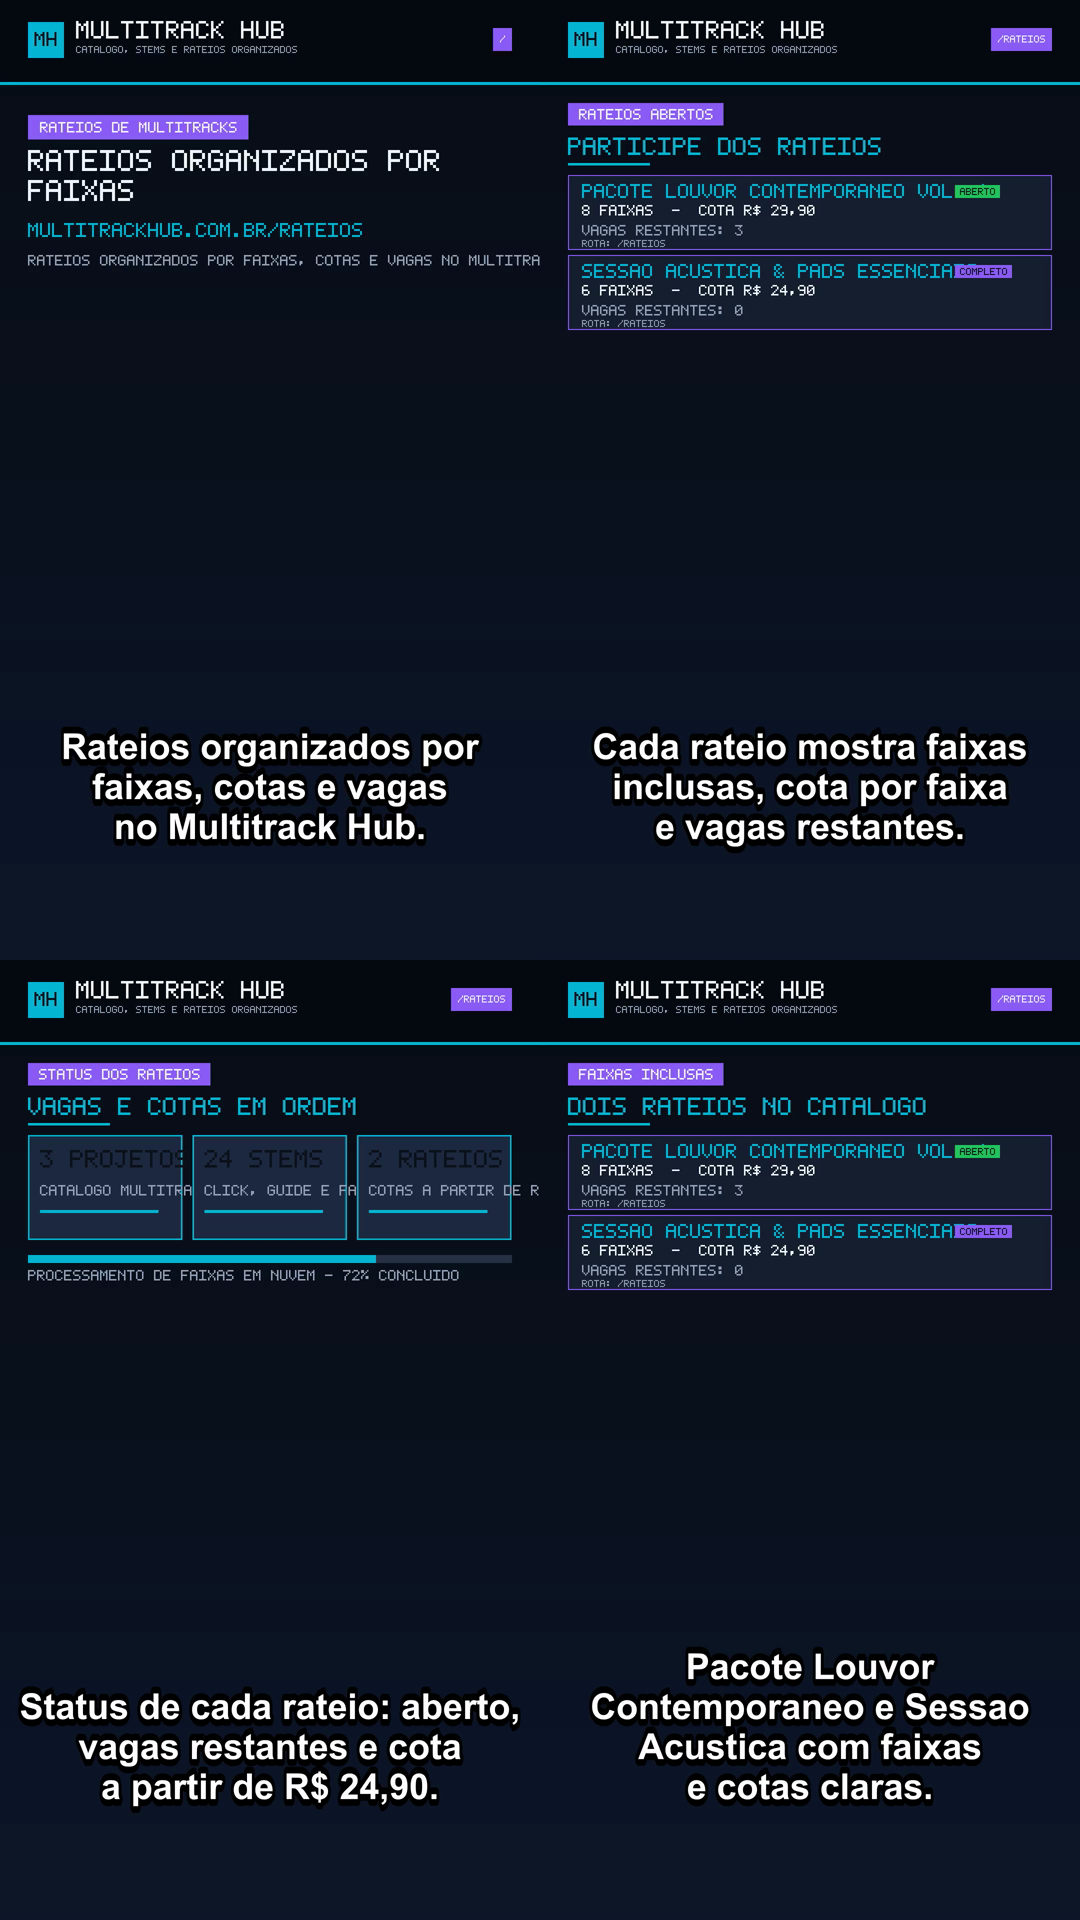 MH
MULTITRACK HUB
CATALOGO, STEMS E RATEIOS ORGANIZADOS
/
RATEIOS DE MULTITRACKS
RATEIOS ORGANIZADOS POR
FAIXAS
MULTITRACKHUB.COM.BR/RATEIOS
RATEIOS ORGANIZADOS POR FAIXAS, COTAS E VAGAS NO MULTITRA
Rateios organizados por
faixas, cotas e vagas
no Multitrack Hub.
MH
MULTITRACK HUB
CATALOGO, STEMS E RATEIOS ORGANIZADOS
/RATEIOS
RATEIOS ABERTOS
PARTICIPE DOS RATEIOS
PACOTE LOUVOR CONTEMPORANEO VOL
ABERTO
8 FAIXAS - COTA R$ 29,90
VAGAS RESTANTES: 3
ROTA: /RATEIOS
SESSAO ACUSTICA & PADS ESSENCIAIS
COMPLETO
6 FAIXAS - COTA R$ 24,90
VAGAS RESTANTES: 0
ROTA: /RATEIOS
Cada rateio mostra faixas
inclusas, cota por faixa
e vagas restantes.
MH
MULTITRACK HUB
CATALOGO, STEMS E RATEIOS ORGANIZADOS
/RATEIOS
STATUS DOS RATEIOS
VAGAS E COTAS EM ORDEM
3 PROJETOS
CATALOGO MULTITRA
24 STEMS
CLICK, GUIDE E FA
2 RATEIOS
COTAS A PARTIR DE R
PROCESSAMENTO DE FAIXAS EM NUVEM - 72% CONCLUIDO
Status de cada rateio: aberto,
vagas restantes e cota
a partir de R$ 24,90.
MH
MULTITRACK HUB
CATALOGO, STEMS E RATEIOS ORGANIZADOS
/RATEIOS
FAIXAS INCLUSAS
DOIS RATEIOS NO CATALOGO
PACOTE LOUVOR CONTEMPORANEO VOL
ABERTO
8 FAIXAS - COTA R$ 29,90
VAGAS RESTANTES: 3
ROTA: /RATEIOS
SESSAO ACUSTICA & PADS ESSENCIAIS
COMPLETO
6 FAIXAS - COTA R$ 24,90
VAGAS RESTANTES: 0
ROTA: /RATEIOS
Pacote Louvor
Contemporaneo e Sessao
Acustica com faixas
e cotas claras.